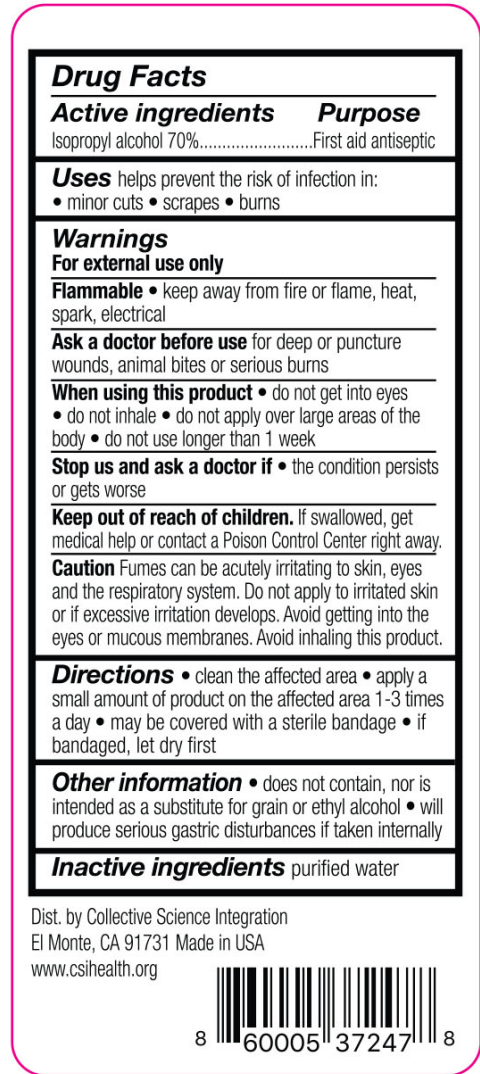 Drug Facts
Active ingredients Purpose
Isopropyl alcohol 70%.........................First aid antiseptic
Uses helps prevent the risk of infection in:
• minor cuts • scrapes • burns
Warnings
For external use only
Flammable • keep away from fire or flame, heat,
spark, electrical
Ask a doctor before use for deep or puncture
wounds, animal bites or serious burns
When using this product • do not get into eyes
• do not inhale • do not apply over large areas of the
body • do not use longer than 1 week
Stop us and ask a doctor if • the condition persists
or gets worse
Keep out of reach of children. If swallowed, get
medical help or contact a Poison Control Center right away.
Caution Fumes can be acutely irritating to skin, eyes
and the respiratory system. Do not apply to irritated skin
or if excessive irritation develops. Avoid getting into the
eyes or mucous membranes. Avoid inhaling this product.
Directions • clean the affected area • apply a
small amount of product on the affected area 1-3 times
a day • may be covered with a sterile bandage • if
bandaged, let dry first
Other information • does not contain, nor is
intended as a substitute for grain or ethyl alcohol • will
produce serious gastric disturbances if taken internally
Inactive ingredients purified water
Dist. by Collective Science Integration
El Monte, CA 91731 Made in USA
www.csihealth.org
8 60005 37247 8